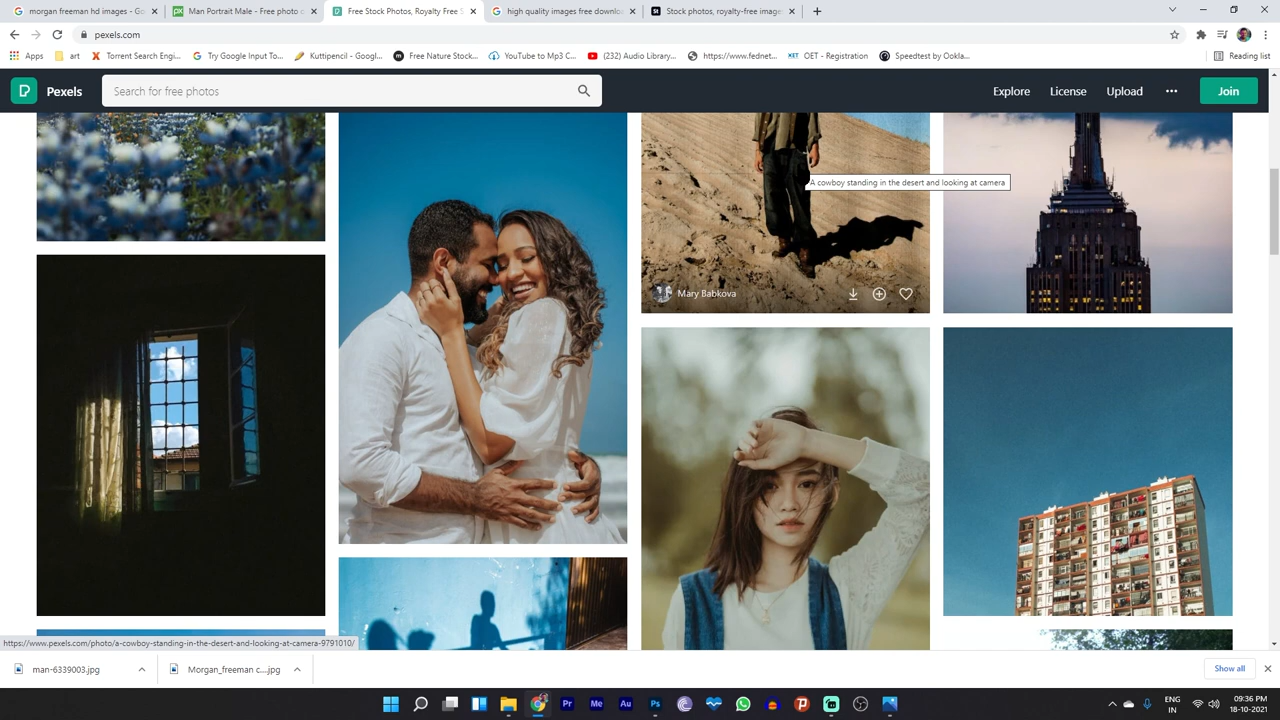 morgan freeman hd images - Go
Man Portrait Male - Free photo o
Free Stock Photos, Royalty Free S
high quality images free downlo
Stock photos, royalty-free image
pexels.com
Apps
art
Torrent Search Engi...
Try Google Input To...
Kuttipencil - Googl...
Free Nature Stock...
YouTube to Mp3 C...
(232) Audio Library...
https://www.fednet...
OET - Registration
Speedtest by Ookla...
Reading list
Pexels
Search for free photos
Explore
License
Upload
Join
A cowboy standing in the desert and looking at camera
Mary Babkova
https://www.pexels.com/photo/a-cowboy-standing-in-the-desert-and-looking-at-camera-9791010/
man-6339003.jpg
Morgan_freeman c....jpg
Show all
Pr
Me
Au
Ps
ENG
IN
09:36 PM
18-10-2021